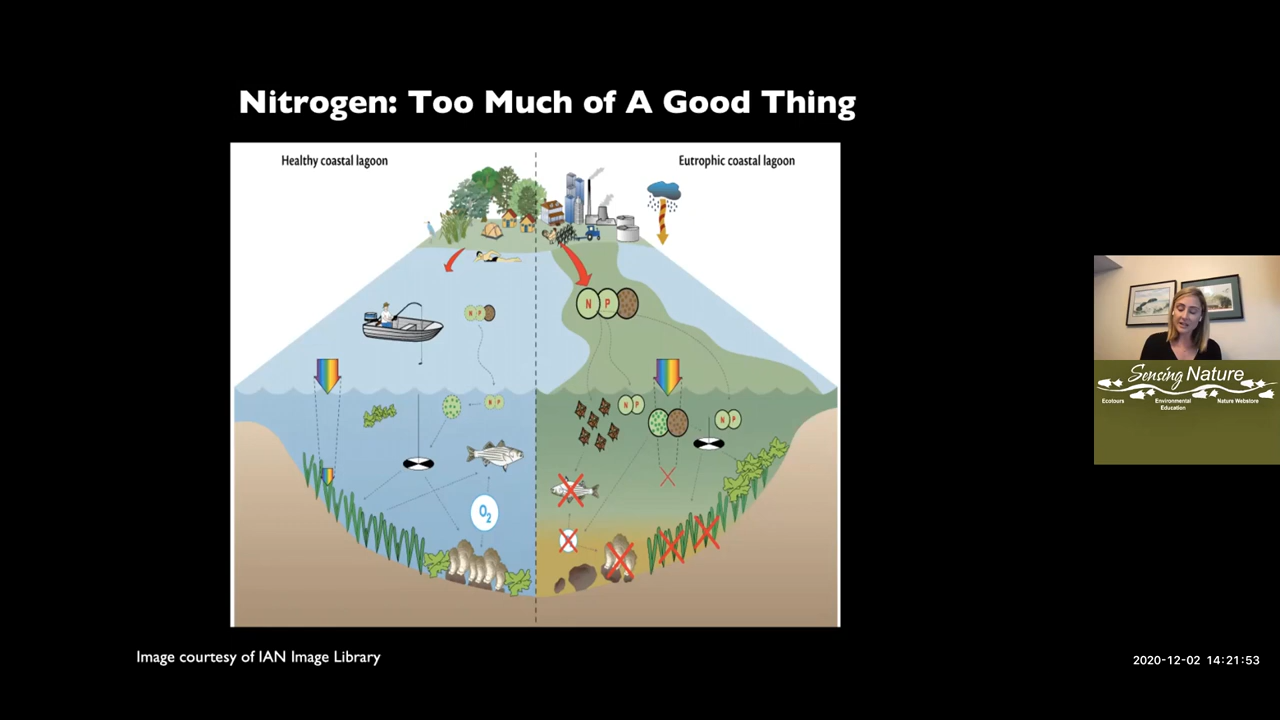 Nitrogen: Too Much of A Good Thing
Healthy coastal lagoon
Eutrophic coastal lagoon
N P
N P
N P
N P
N P
O2
Image courtesy of IAN Image Library
Sensing Nature
Ecotours
Environmental
Education
Nature Webstore
2020-12-02 14:21:53